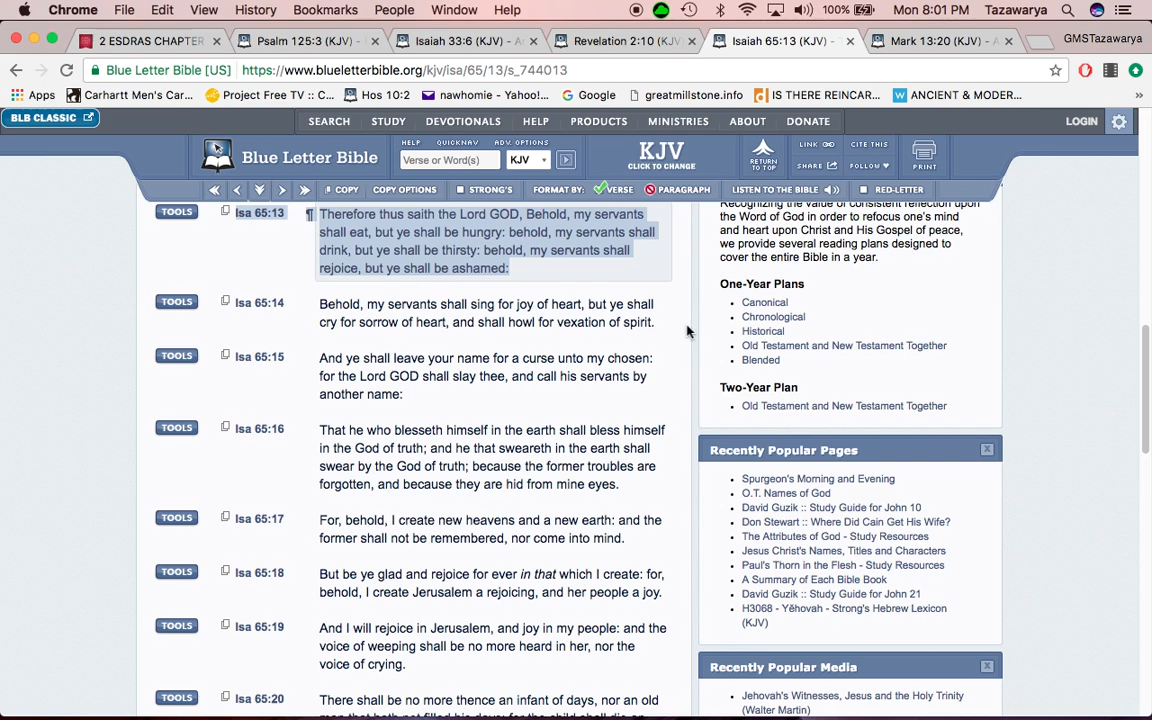 Chrome File Edit View History Bookmarks People Window Help 100% Mon 8:01 PM Tazawarya
2 ESDRAS CHAPTER Psalm 125:3 (KJV) - Isaiah 33:6 (KJV) - A Revelation 2:10 (KJV) Isaiah 65:13 (KJV) - Mark 13:20 (KJV) - A GMSTazawarya
Blue Letter Bible [US] https://www.blueletterbible.org/kjv/isa/65/13/s_744013
Apps Carhartt Men's Car... Project Free TV :: C... Hos 10:2 nawhomie - Yahoo!... Google greatmillstone.info IS THERE REINCAR... ANCIENT & MODER... »
BLB CLASSIC SEARCH STUDY DEVOTIONALS HELP PRODUCTS MINISTRIES ABOUT DONATE LOGIN
Blue Letter Bible
HELP QUICKNAV ADV. OPTIONS
Verse or Word(s) KJV
KJV
CLICK TO CHANGE
RETURN
TO TOP
LINK CITE THIS
SHARE FOLLOW
PRINT
COPY COPY OPTIONS STRONG'S FORMAT BY: VERSE PARAGRAPH LISTEN TO THE BIBLE RED-LETTER
TOOLS Isa 65:13 ¶ Therefore thus saith the Lord GOD, Behold, my servants
shall eat, but ye shall be hungry: behold, my servants shall
drink, but ye shall be thirsty: behold, my servants shall
rejoice, but ye shall be ashamed:
TOOLS Isa 65:14 Behold, my servants shall sing for joy of heart, but ye shall
cry for sorrow of heart, and shall howl for vexation of spirit.
TOOLS Isa 65:15 And ye shall leave your name for a curse unto my chosen:
for the Lord GOD shall slay thee, and call his servants by
another name:
TOOLS Isa 65:16 That he who blesseth himself in the earth shall bless himself
in the God of truth; and he that sweareth in the earth shall
swear by the God of truth; because the former troubles are
forgotten, and because they are hid from mine eyes.
TOOLS Isa 65:17 For, behold, I create new heavens and a new earth: and the
former shall not be remembered, nor come into mind.
TOOLS Isa 65:18 But be ye glad and rejoice for ever in that which I create: for,
behold, I create Jerusalem a rejoicing, and her people a joy.
TOOLS Isa 65:19 And I will rejoice in Jerusalem, and joy in my people: and the
voice of weeping shall be no more heard in her, nor the
voice of crying.
TOOLS Isa 65:20 There shall be no more thence an infant of days, nor an old
man that hath not filled his days: for the child shall die an
Recognizing the value of consistent reflection upon
the Word of God in order to refocus one's mind
and heart upon Christ and His Gospel of peace,
we provide several reading plans designed to
cover the entire Bible in a year.
One-Year Plans
Canonical
Chronological
Historical
Old Testament and New Testament Together
Blended
Two-Year Plan
Old Testament and New Testament Together
Recently Popular Pages
Spurgeon's Morning and Evening
O.T. Names of God
David Guzik :: Study Guide for John 10
Don Stewart :: Where Did Cain Get His Wife?
The Attributes of God - Study Resources
Jesus Christ's Names, Titles and Characters
Paul's Thorn in the Flesh - Study Resources
A Summary of Each Bible Book
David Guzik :: Study Guide for John 21
H3068 - Yĕhovah - Strong's Hebrew Lexicon
(KJV)
Recently Popular Media
Jehovah's Witnesses, Jesus and the Holy Trinity
(Walter Martin)